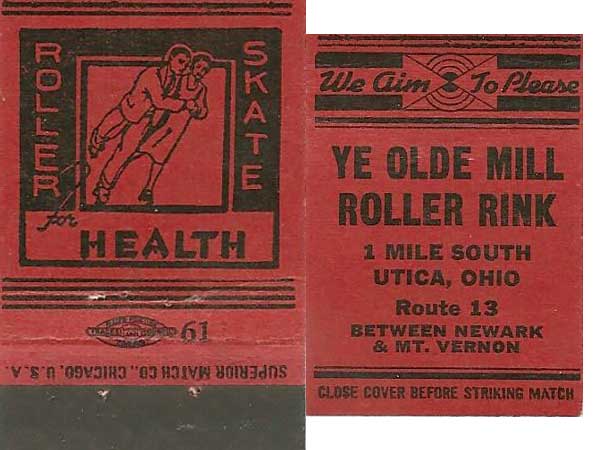 ROLLER
SKATE
for
HEALTH
61
SUPERIOR MATCH CO., CHICAGO, U.S.A.
We Aim To Please
YE OLDE MILL
ROLLER RINK
1 MILE SOUTH
UTICA, OHIO
Route 13
BETWEEN NEWARK
& MT. VERNON
CLOSE COVER BEFORE STRIKING MATCH